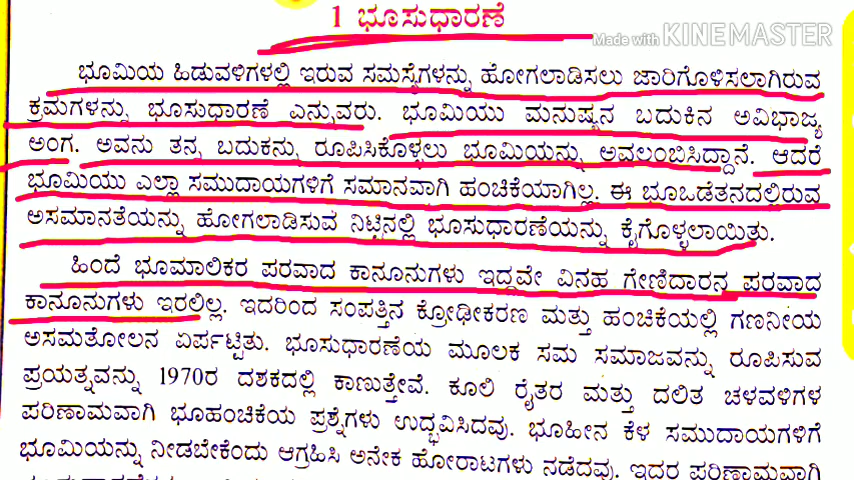 1 ಭೂಸುಧಾರಣೆ
Made with KINEMASTER
ಭೂಮಿಯ ಹಿಡುವಳಿಗಳಲ್ಲಿ ಇರುವ ಸಮಸ್ಯೆಗಳನ್ನು ಹೋಗಲಾಡಿಸಲು ಜಾರಿಗೊಳಿಸಲಾಗಿರುವ
ಕ್ರಮಗಳನ್ನು ಭೂಸುಧಾರಣೆ ಎನ್ನುವರು. ಭೂಮಿಯು ಮನುಷ್ಯನ ಬದುಕಿನ ಅವಿಭಾಜ್ಯ
ಅಂಗ. ಅವನು ತನ್ನ ಬದುಕನ್ನು ರೂಪಿಸಿಕೊಳ್ಳಲು ಭೂಮಿಯನ್ನು ಅವಲಂಬಿಸಿದ್ದಾನೆ. ಆದರೆ
ಭೂಮಿಯು ಎಲ್ಲಾ ಸಮುದಾಯಗಳಿಗೆ ಸಮಾನವಾಗಿ ಹಂಚಿಕೆಯಾಗಿಲ್ಲ. ಈ ಭೂಒಡೆತನದಲ್ಲಿರುವ
ಅಸಮಾನತೆಯನ್ನು ಹೋಗಲಾಡಿಸುವ ನಿಟ್ಟಿನಲ್ಲಿ ಭೂಸುಧಾರಣೆಯನ್ನು ಕೈಗೊಳ್ಳಲಾಯಿತು.
ಹಿಂದೆ ಭೂಮಾಲಿಕರ ಪರವಾದ ಕಾನೂನುಗಳು ಇದ್ದವೇ ವಿನಹ ಗೇಣಿದಾರನ ಪರವಾದ
ಕಾನೂನುಗಳು ಇರಲಿಲ್ಲ. ಇದರಿಂದ ಸಂಪತ್ತಿನ ಕ್ರೋಢೀಕರಣ ಮತ್ತು ಹಂಚಿಕೆಯಲ್ಲಿ ಗಣನೀಯ
ಅಸಮತೋಲನ ಏರ್ಪಟ್ಟಿತು. ಭೂಸುಧಾರಣೆಯ ಮೂಲಕ ಸಮ ಸಮಾಜವನ್ನು ರೂಪಿಸುವ
ಪ್ರಯತ್ನವನ್ನು 1970ರ ದಶಕದಲ್ಲಿ ಕಾಣುತ್ತೇವೆ. ಕೂಲಿ ರೈತರ ಮತ್ತು ದಲಿತ ಚಳವಳಿಗಳ
ಪರಿಣಾಮವಾಗಿ ಭೂಹಂಚಿಕೆಯ ಪ್ರಶ್ನೆಗಳು ಉದ್ಭವಿಸಿದವು. ಭೂಹೀನ ಕೆಳ ಸಮುದಾಯಗಳಿಗೆ
ಭೂಮಿಯನ್ನು ನೀಡಬೇಕೆಂದು ಆಗ್ರಹಿಸಿ ಅನೇಕ ಹೋರಾಟಗಳು ನಡೆದವು. ಇದರ ಪರಿಣಾಮವಾಗಿ